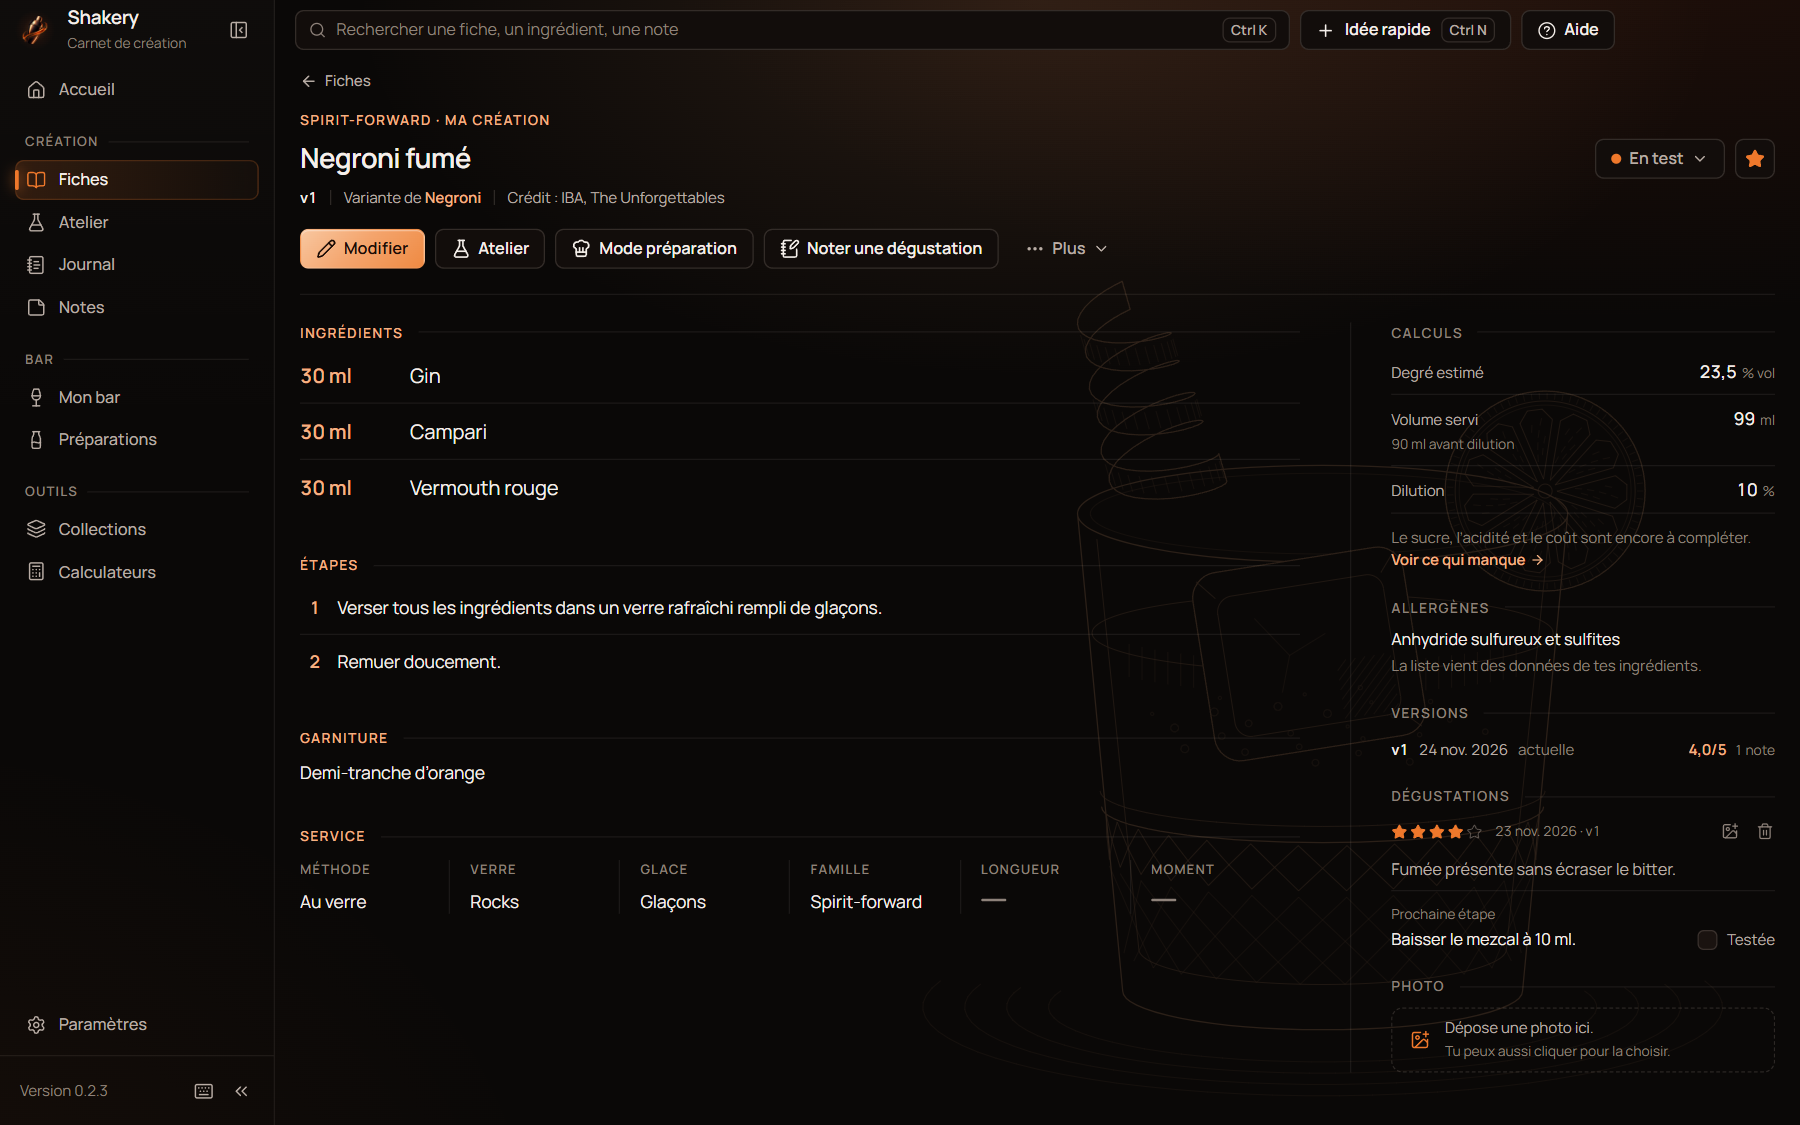 Shakery
Carnet de création
Accueil
CRÉATION
Fiches
Atelier
Journal
Notes
BAR
Mon bar
Préparations
OUTILS
Collections
Calculateurs
Paramètres
Version 0.2.3
Rechercher une fiche, un ingrédient, une note
Ctrl K
Idée rapide Ctrl N
Aide
Fiches
SPIRIT-FORWARD · MA CRÉATION
Negroni fumé
En test
v1 Variante de Negroni Crédit : IBA, The Unforgettables
Modifier Atelier Mode préparation Noter une dégustation Plus
INGRÉDIENTS
30 ml Gin
30 ml Campari
30 ml Vermouth rouge
ÉTAPES
1 Verser tous les ingrédients dans un verre rafraîchi rempli de glaçons.
2 Remuer doucement.
GARNITURE
Demi-tranche d’orange
SERVICE
MÉTHODE VERRE GLACE FAMILLE LONGUEUR MOMENT
Au verre Rocks Glaçons Spirit-forward — —
CALCULS
Degré estimé 23,5 % vol
Volume servi 99 ml
90 ml avant dilution
Dilution 10 %
Le sucre, l'acidité et le coût sont encore à compléter.
Voir ce qui manque →
ALLERGÈNES
Anhydride sulfureux et sulfites
La liste vient des données de tes ingrédients.
VERSIONS
v1 24 nov. 2026 actuelle 4,0/5 1 note
DÉGUSTATIONS
23 nov. 2026 · v1
Fumée présente sans écraser le bitter.
Prochaine étape
Baisser le mezcal à 10 ml. Testée
PHOTO
Dépose une photo ici.
Tu peux aussi cliquer pour la choisir.